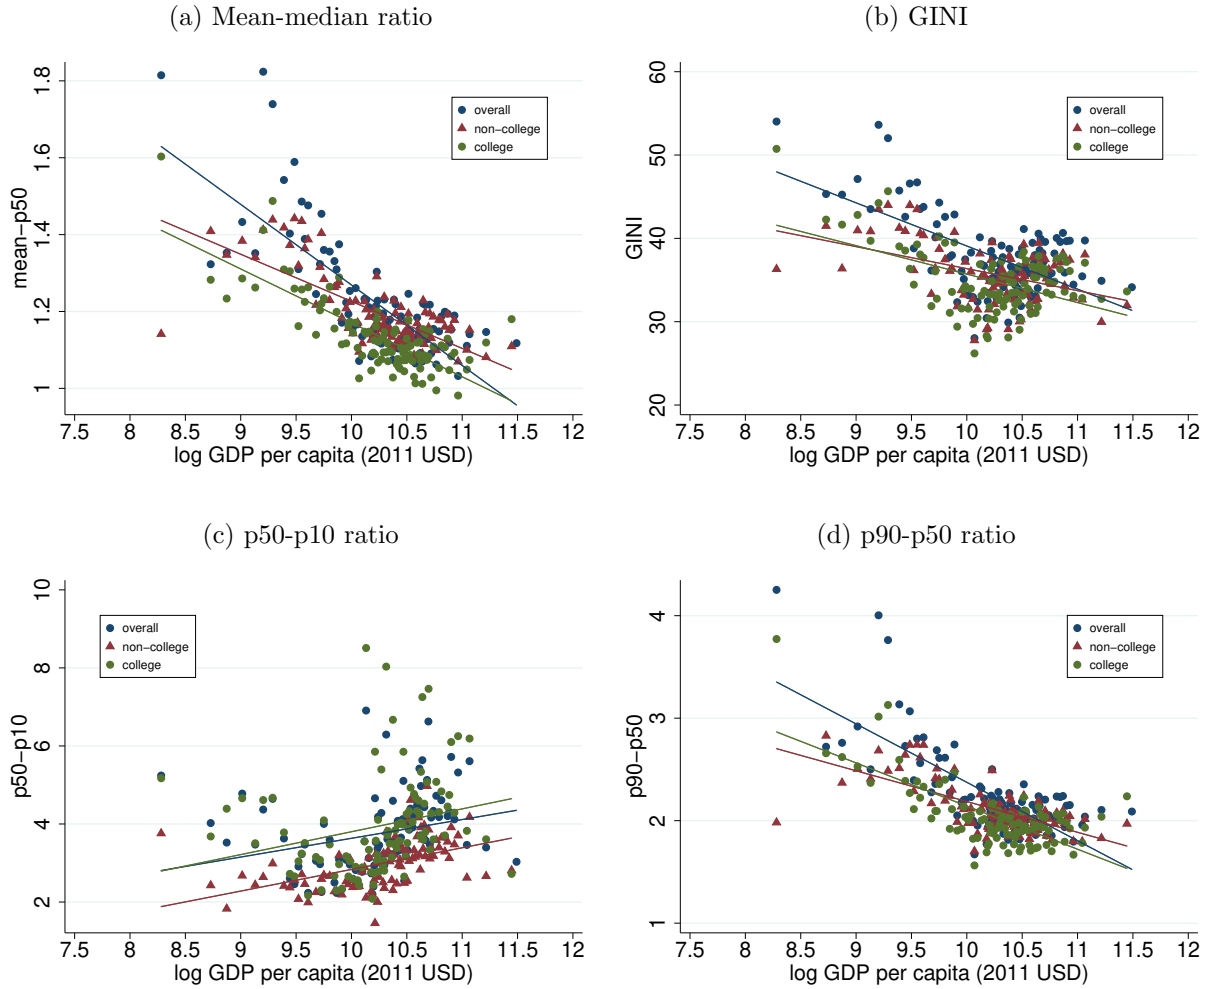 (a) Mean-median ratio
mean−p50
1.8
1.6
1.4
1.2
1
overall
non-college
college
7.5 8 8.5 9 9.5 10 10.5 11 11.5 12
log GDP per capita (2011 USD)
(b) GINI
GINI
60
50
40
30
20
overall
non-college
college
7.5 8 8.5 9 9.5 10 10.5 11 11.5 12
log GDP per capita (2011 USD)
(c) p50-p10 ratio
p50−p10
10
8
6
4
2
overall
non-college
college
7.5 8 8.5 9 9.5 10 10.5 11 11.5 12
log GDP per capita (2011 USD)
(d) p90-p50 ratio
p90−p50
4
3
2
1
overall
non-college
college
7.5 8 8.5 9 9.5 10 10.5 11 11.5 12
log GDP per capita (2011 USD)